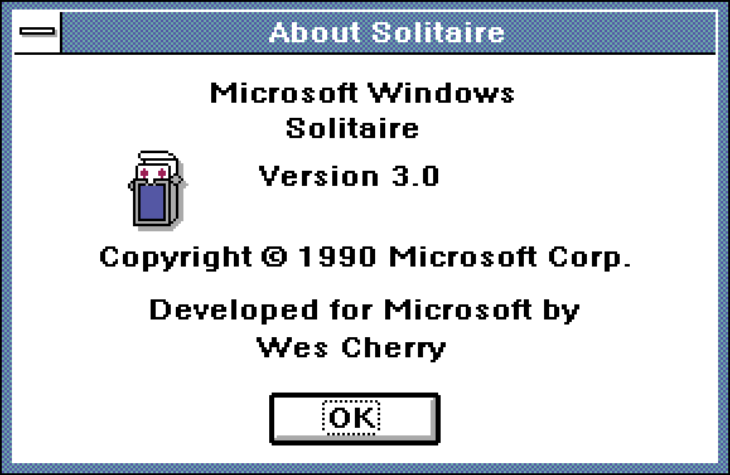 About Solitaire
Microsoft Windows
Solitaire
Version 3.0
Copyright © 1990 Microsoft Corp.
Developed for Microsoft by
Wes Cherry
OK